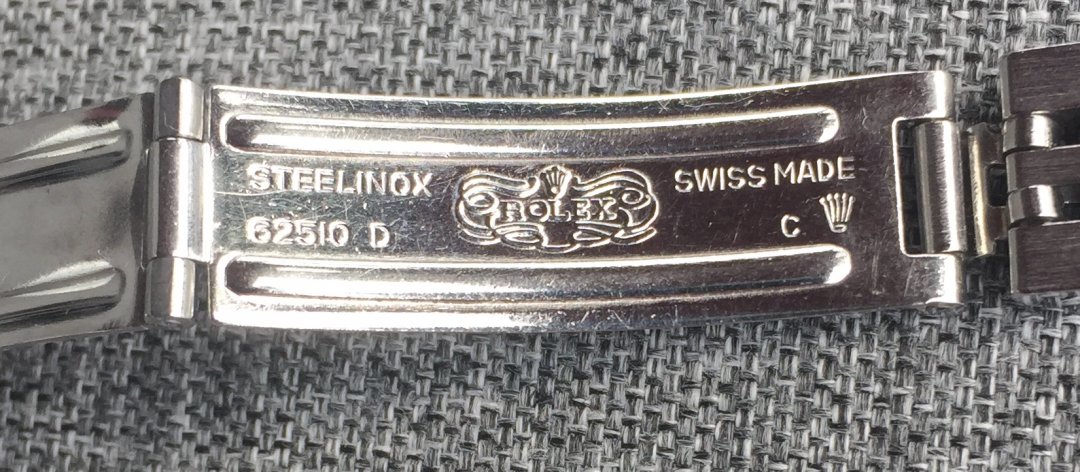 STEELINOX
62510 D
ROLEX
SWISS MADE
C